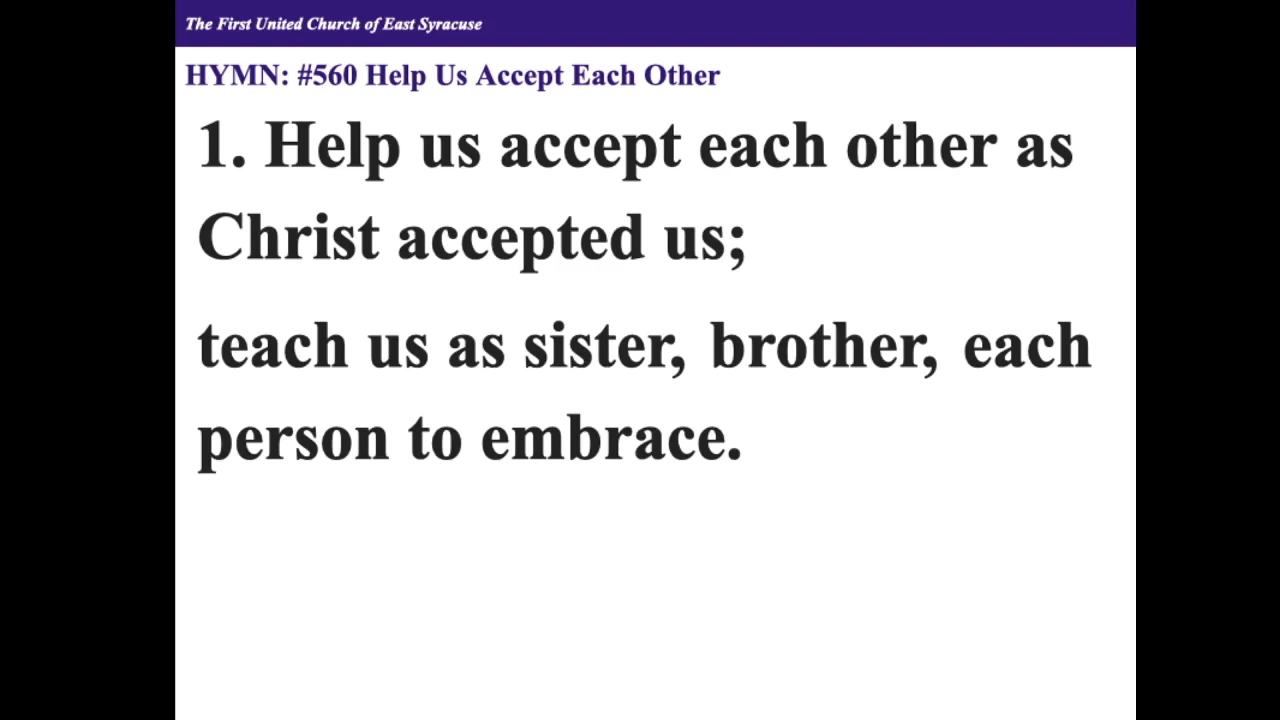 The First United Church of East Syracuse
HYMN: #560 Help Us Accept Each Other
1. Help us accept each other as
Christ accepted us;
teach us as sister, brother, each
person to embrace.